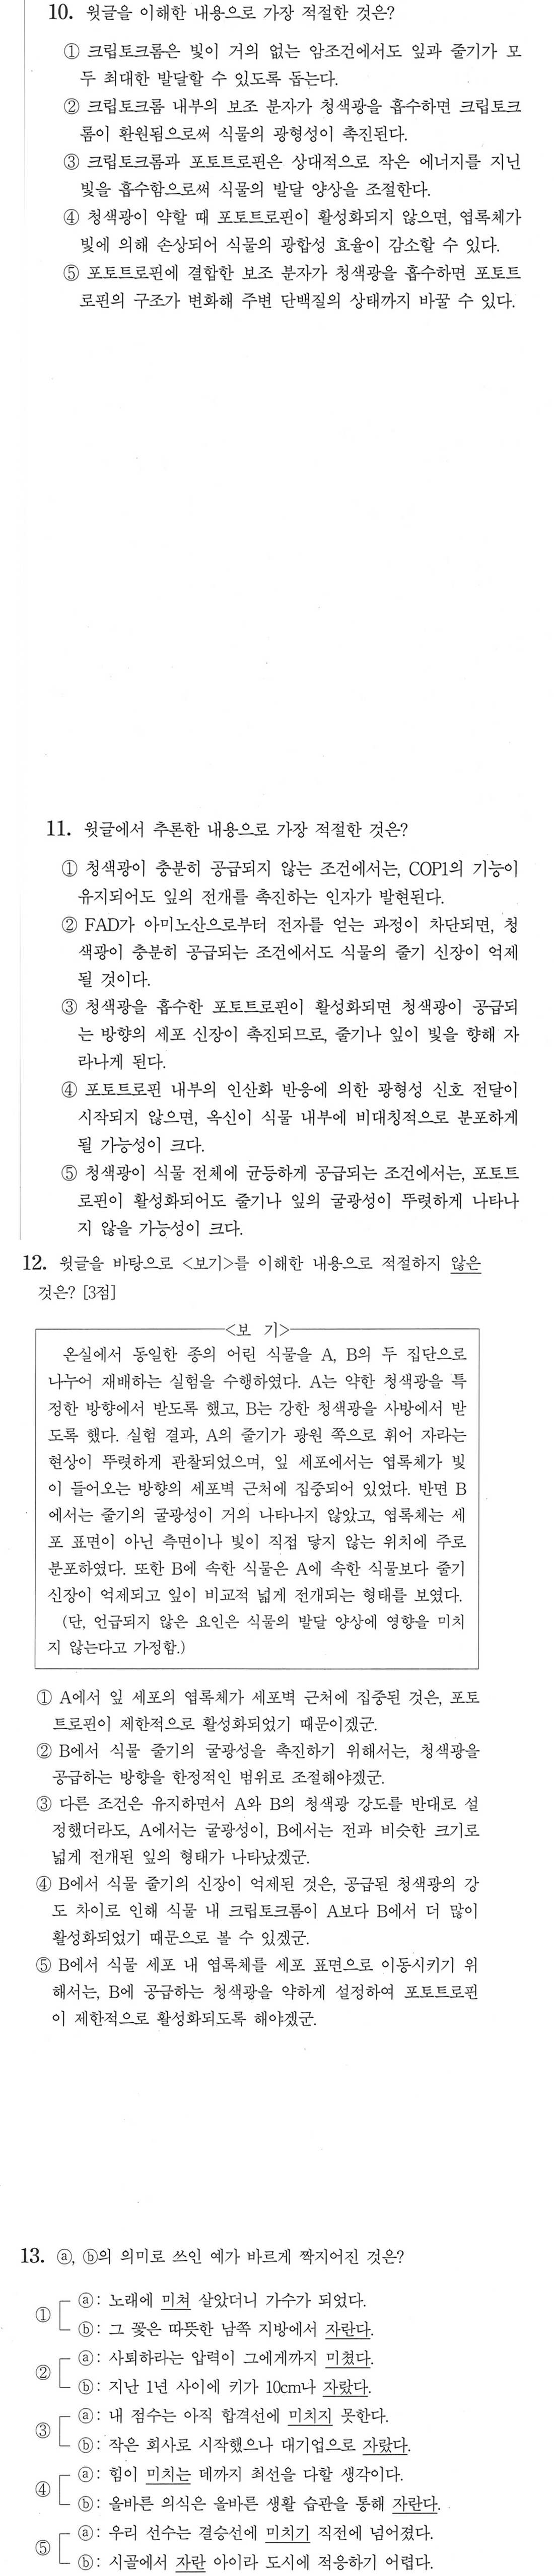 10. 윗글을 이해한 내용으로 가장 적절한 것은?
① 크립토크롬은 빛이 거의 없는 암조건에서도 잎과 줄기가 모
두 최대한 발달할 수 있도록 돕는다.
② 크립토크롬 내부의 보조 분자가 청색광을 흡수하면 크립토크
롬이 환원됨으로써 식물의 광형성이 촉진된다.
③ 크립토크롬과 포토트로핀은 상대적으로 작은 에너지를 지닌
빛을 흡수함으로써 식물의 발달 양상을 조절한다.
④ 청색광이 약할 때 포토트로핀이 활성화되지 않으면, 엽록체가
빛에 의해 손상되어 식물의 광합성 효율이 감소할 수 있다.
⑤ 포토트로핀에 결합한 보조 분자가 청색광을 흡수하면 포토트
로핀의 구조가 변화해 주변 단백질의 상태까지 바꿀 수 있다.
11. 윗글에서 추론한 내용으로 가장 적절한 것은?
① 청색광이 충분히 공급되지 않는 조건에서는, COP1의 기능이
유지되어도 잎의 전개를 촉진하는 인자가 발현된다.
② FAD가 아미노산으로부터 전자를 얻는 과정이 차단되면, 청
색광이 충분히 공급되는 조건에서도 식물의 줄기 신장이 억제
될 것이다.
③ 청색광을 흡수한 포토트로핀이 활성화되면 청색광이 공급되
는 방향의 세포 신장이 촉진되므로, 줄기나 잎이 빛을 향해 자
라나게 된다.
④ 포토트로핀 내부의 인산화 반응에 의한 광형성 신호 전달이
시작되지 않으면, 옥신이 식물 내부에 비대칭적으로 분포하게
될 가능성이 크다.
⑤ 청색광이 식물 전체에 균등하게 공급되는 조건에서는, 포토트
로핀이 활성화되어도 줄기나 잎의 굴광성이 뚜렷하게 나타나
지 않을 가능성이 크다.
12. 윗글을 바탕으로 <보기>를 이해한 내용으로 적절하지 않은
것은? [3점]
<보 기>
온실에서 동일한 종의 어린 식물을 A, B의 두 집단으로
나누어 재배하는 실험을 수행하였다. A는 약한 청색광을 특
정한 방향에서 받도록 했고, B는 강한 청색광을 사방에서 받
도록 했다. 실험 결과, A의 줄기가 광원 쪽으로 휘어 자라는
현상이 뚜렷하게 관찰되었으며, 잎 세포에서는 엽록체가 빛
이 들어오는 방향의 세포벽 근처에 집중되어 있었다. 반면 B
에서는 줄기의 굴광성이 거의 나타나지 않았고, 엽록체는 세
포 표면이 아닌 측면이나 빛이 직접 닿지 않는 위치에 주로
분포하였다. 또한 B에 속한 식물은 A에 속한 식물보다 줄기
신장이 억제되고 잎이 비교적 넓게 전개되는 형태를 보였다.
(단, 언급되지 않은 요인은 식물의 발달 양상에 영향을 미치
지 않는다고 가정함.)
① A에서 잎 세포의 엽록체가 세포벽 근처에 집중된 것은, 포토
트로핀이 제한적으로 활성화되었기 때문이겠군.
② B에서 식물 줄기의 굴광성을 촉진하기 위해서는, 청색광을
공급하는 방향을 한정적인 범위로 조절해야겠군.
③ 다른 조건은 유지하면서 A와 B의 청색광 강도를 반대로 설
정했더라도, A에서는 굴광성이, B에서는 전과 비슷한 크기로
넓게 전개된 잎의 형태가 나타났겠군.
④ B에서 식물 줄기의 신장이 억제된 것은, 공급된 청색광의 강
도 차이로 인해 식물 내 크립토크롬이 A보다 B에서 더 많이
활성화되었기 때문으로 볼 수 있겠군.
⑤ B에서 식물 세포 내 엽록체를 세포 표면으로 이동시키기 위
해서는, B에 공급하는 청색광을 약하게 설정하여 포토트로핀
이 제한적으로 활성화되도록 해야겠군.
13. ⓐ, ⓑ의 의미로 쓰인 예가 바르게 짝지어진 것은?
① ⓐ: 노래에 미쳐 살았더니 가수가 되었다.
ⓑ: 그 꽃은 따뜻한 남쪽 지방에서 자란다.
② ⓐ: 사퇴하라는 압력이 그에게까지 미쳤다.
ⓑ: 지난 1년 사이에 키가 10cm나 자랐다.
③ ⓐ: 내 점수는 아직 합격선에 미치지 못한다.
ⓑ: 작은 회사로 시작했으나 대기업으로 자랐다.
④ ⓐ: 힘이 미치는 데까지 최선을 다할 생각이다.
ⓑ: 올바른 의식은 올바른 생활 습관을 통해 자란다.
⑤ ⓐ: 우리 선수는 결승선에 미치기 직전에 넘어졌다.
ⓑ: 시골에서 자란 아이라 도시에 적응하기 어렵다.